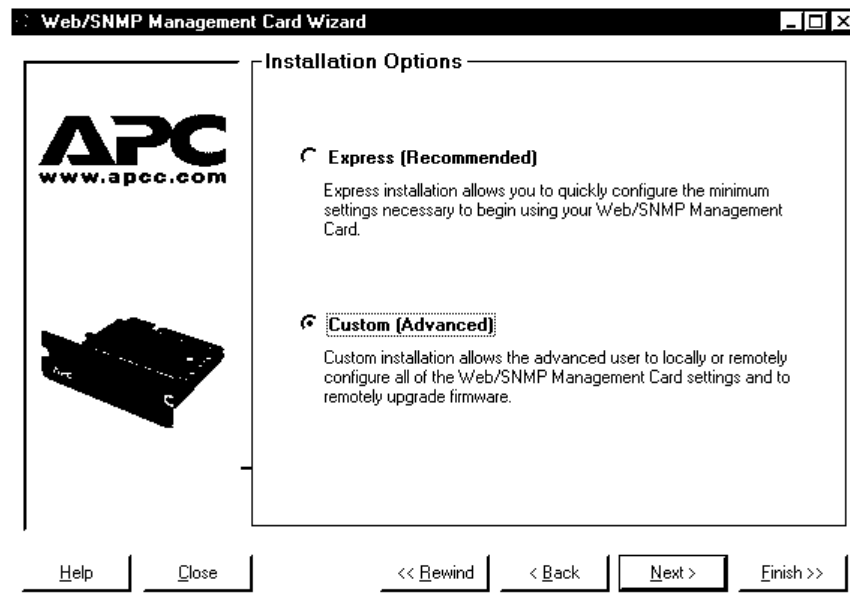 Web/SNMP Management Card Wizard
Installation Options
APC
www.apcc.com
Express (Recommended)
Express installation allows you to quickly configure the minimum
settings necessary to begin using your Web/SNMP Management
Card.
Custom (Advanced)
Custom installation allows the advanced user to locally or remotely
configure all of the Web/SNMP Management Card settings and to
remotely upgrade firmware.
Help Close << Rewind < Back Next > Finish >>